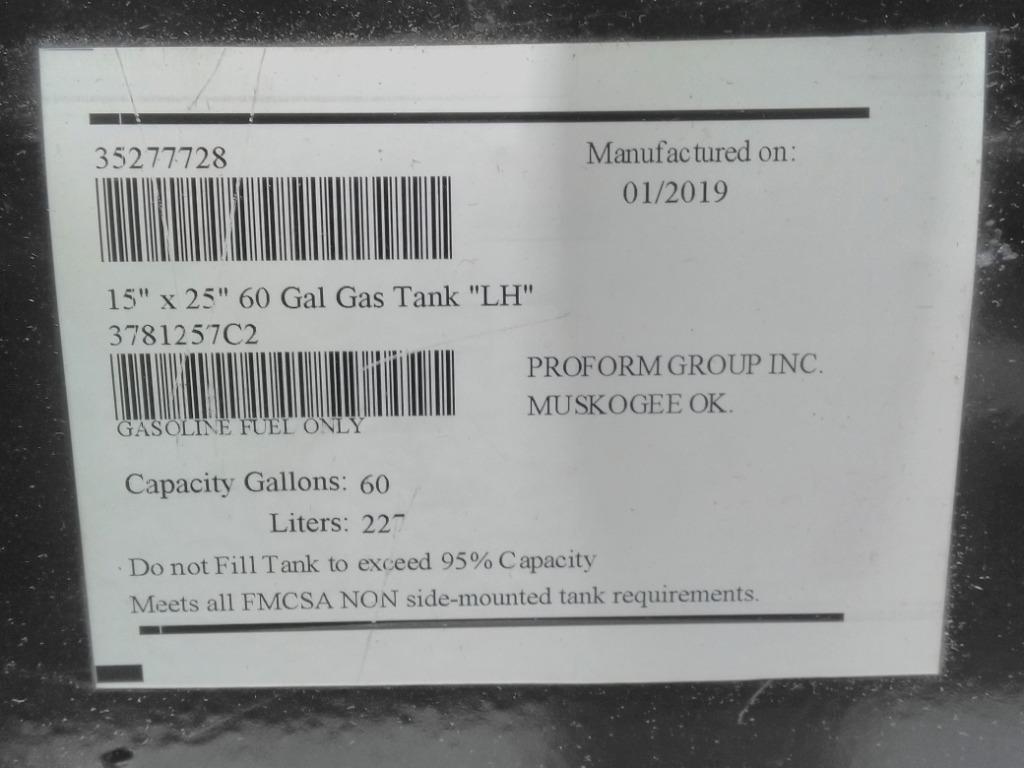 35277728
Manufactured on:
01/2019
15" x 25" 60 Gal Gas Tank "LH"
3781257C2
PROFORM GROUP INC.
MUSKOGEE OK.
GASOLINE FUEL ONLY
Capacity Gallons: 60
Liters: 227
Do not Fill Tank to exceed 95% Capacity
Meets all FMCSA NON side-mounted tank requirements.